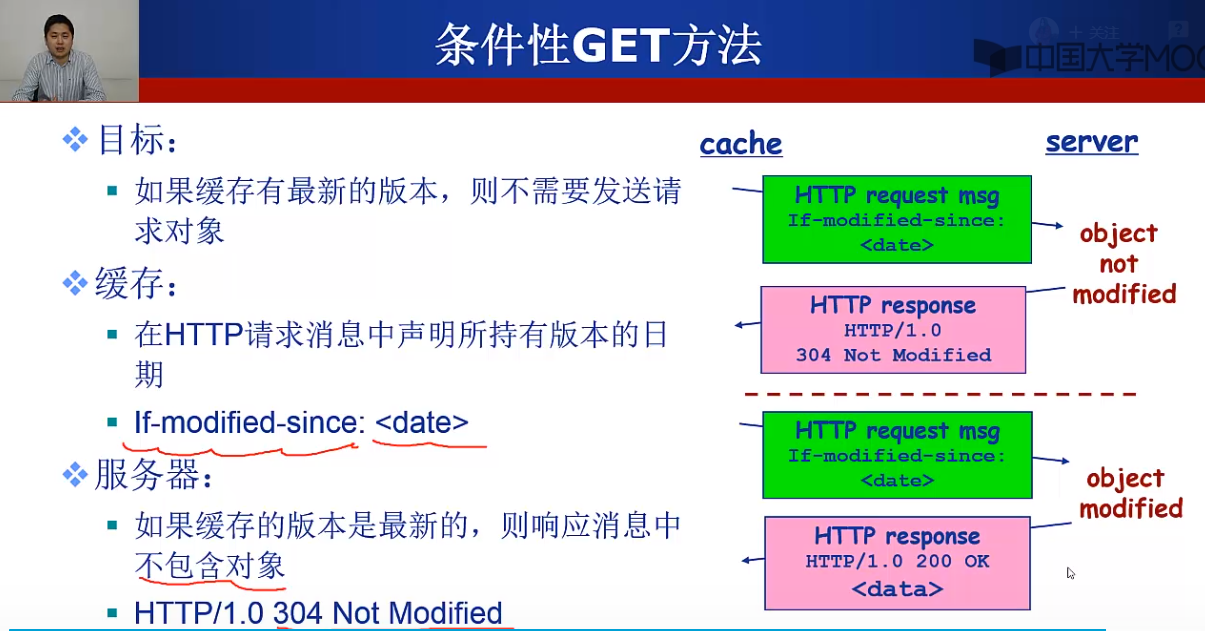 条件性GET方法
+ 关注
?
中国大学MOO
目标：
如果缓存有最新的版本，则不需要发送请
求对象
缓存：
在HTTP请求消息中声明所持有版本的日
期
If-modified-since: <date>
服务器：
如果缓存的版本是最新的，则响应消息中
不包含对象
HTTP/1.0 304 Not Modified
cache
server
HTTP request msg
If-modified-since:
<date>
object
not
modified
HTTP response
HTTP/1.0
304 Not Modified
HTTP request msg
If-modified-since:
<date>
object
modified
HTTP response
HTTP/1.0 200 OK
<data>